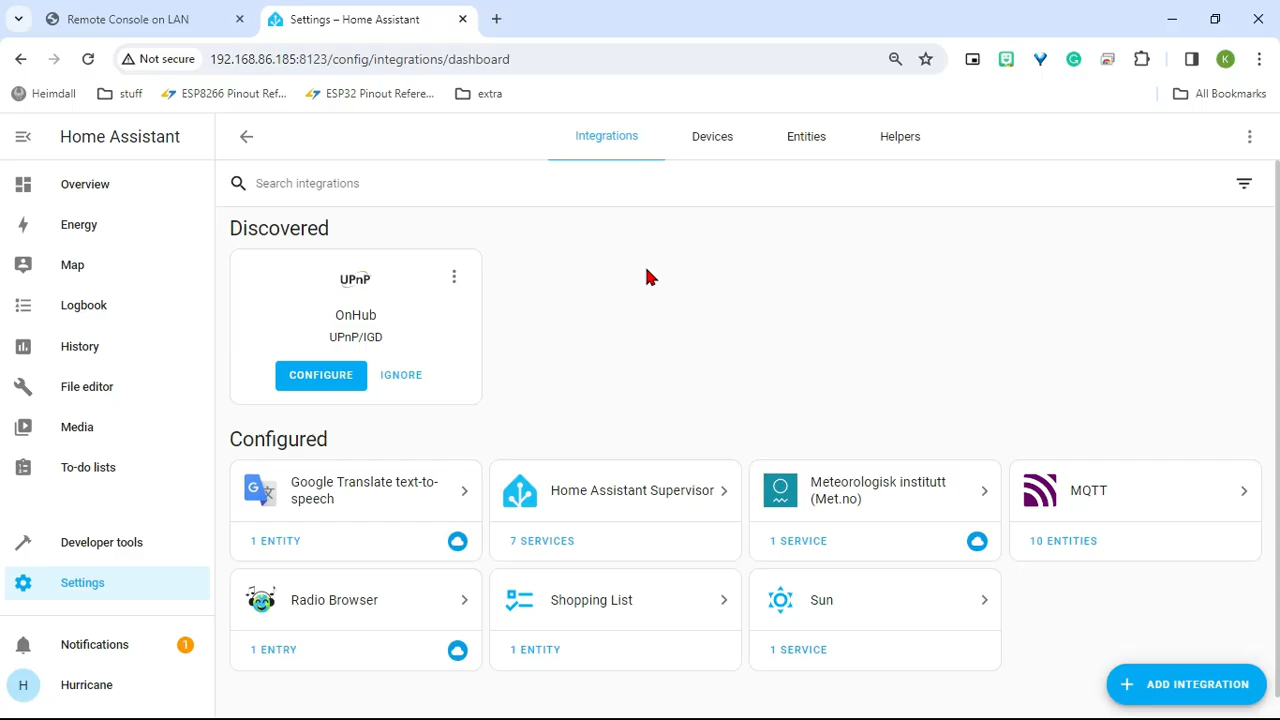 Remote Console on LAN
Settings – Home Assistant
Not secure
192.168.86.185:8123/config/integrations/dashboard
K
Heimdall
stuff
ESP8266 Pinout Ref...
ESP32 Pinout Refere...
extra
All Bookmarks
Home Assistant
Integrations
Devices
Entities
Helpers
Overview
Energy
Map
Logbook
History
File editor
Media
To-do lists
Developer tools
Settings
Notifications
1
H
Hurricane
Search integrations
Discovered
UPnP
OnHub
UPnP/IGD
CONFIGURE
IGNORE
Configured
Google Translate text-to-
speech
1 ENTITY
Home Assistant Supervisor
7 SERVICES
Meteorologisk institutt
(Met.no)
1 SERVICE
MQTT
10 ENTITIES
Radio Browser
1 ENTRY
Shopping List
1 ENTITY
Sun
1 SERVICE
ADD INTEGRATION